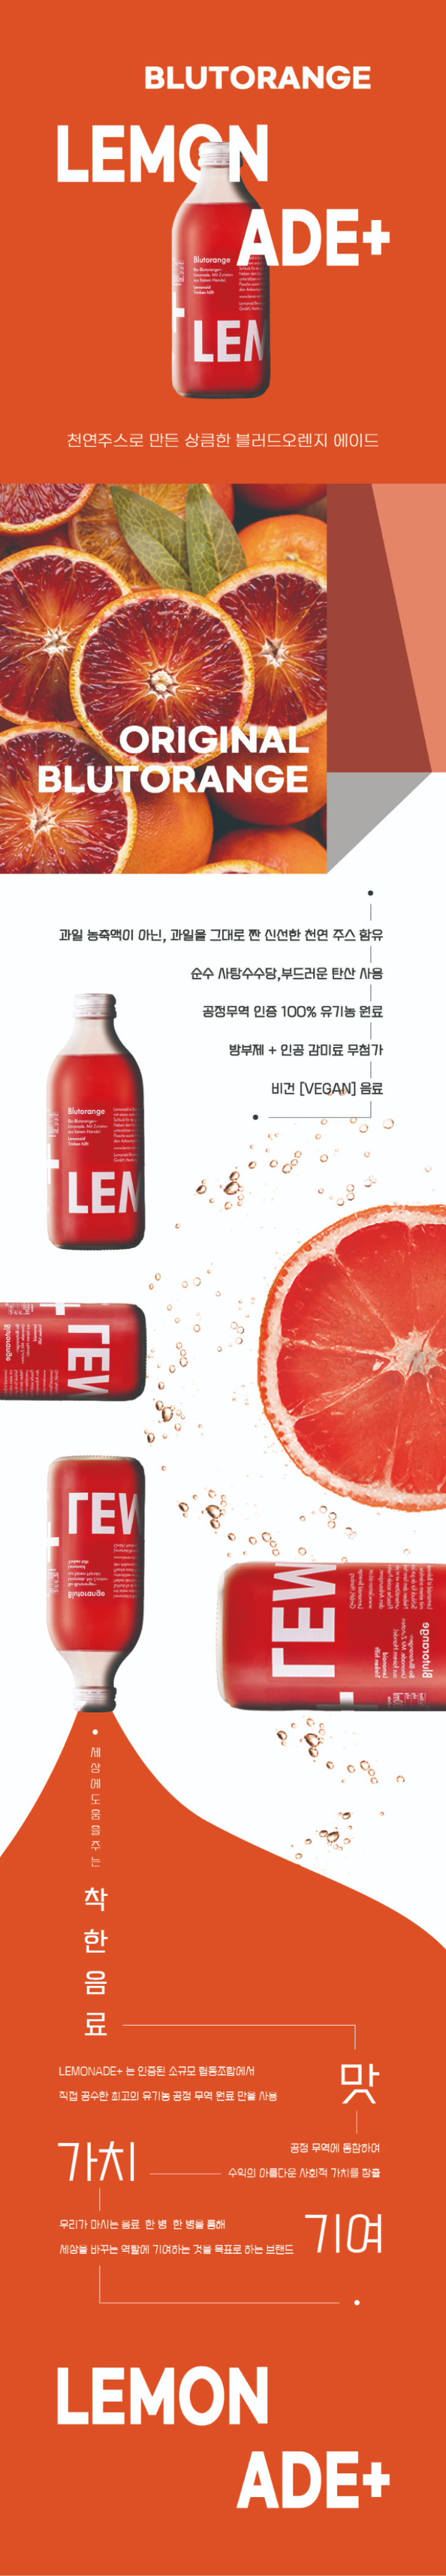 BLUTORANGE
LEMON
ADE+
Blutorange
LEM
천연주스로 만든 상큼한 블러드오렌지 에이드
ORIGINAL
BLUTORANGE
과일 농축액이 아닌, 과일을 그대로 짠 신선한 천연 주스 함유
순수 사탕수수당,부드러운 탄산 사용
공정무역 인증 100% 유기농 원료
방부제 + 인공 감미료 무첨가
비건 [VEGAN] 음료
Blutorange
LEM
LEM
Blutorange
LEM
Blutorange
LEM
Blutorange
세상에도움을주는
착한음료
LEMONADE+ 는 인증된 소규모 협동조합에서
직접 공수한 최고의 유기농 공정 무역 원료 만을 사용
맛
공정 무역에 동참하여
수익의 아름다운 사회적 가치를 창출
가치
우리가 마시는 음료 한 병 한 병을 통해
세상을 바꾸는 역할에 기여하는 것을 목표로 하는 브랜드
기여
LEMON
ADE+